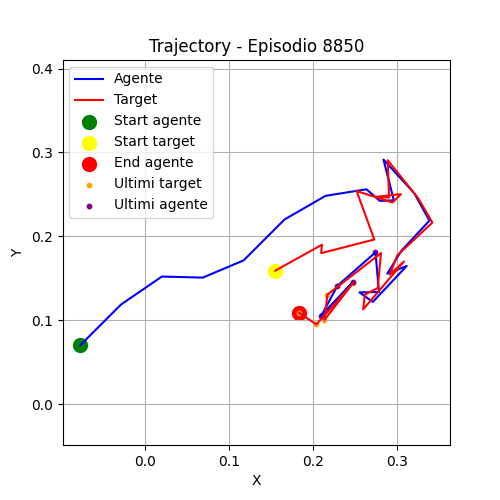 Trajectory - Episodio 8850
Agente
Target
Start agente
Start target
End agente
Ultimi target
Ultimi agente
0.4
0.3
0.2
0.1
0.0
Y
0.0 0.1 0.2 0.3
X